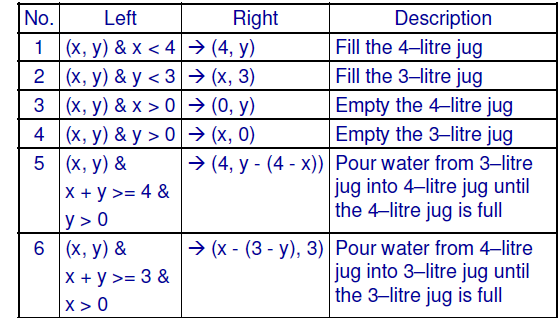 No. Left Right Description
1 (x, y) & x < 4 → (4, y) Fill the 4–litre jug
2 (x, y) & y < 3 → (x, 3) Fill the 3–litre jug
3 (x, y) & x > 0 → (0, y) Empty the 4–litre jug
4 (x, y) & y > 0 → (x, 0) Empty the 3–litre jug
5 (x, y) & → (4, y - (4 - x)) Pour water from 3–litre
x + y >= 4 & jug into 4–litre jug until
y > 0 the 4–litre jug is full
6 (x, y) & → (x - (3 - y), 3) Pour water from 4–litre
x + y >= 3 & jug into 3–litre jug until
x > 0 the 3–litre jug is full